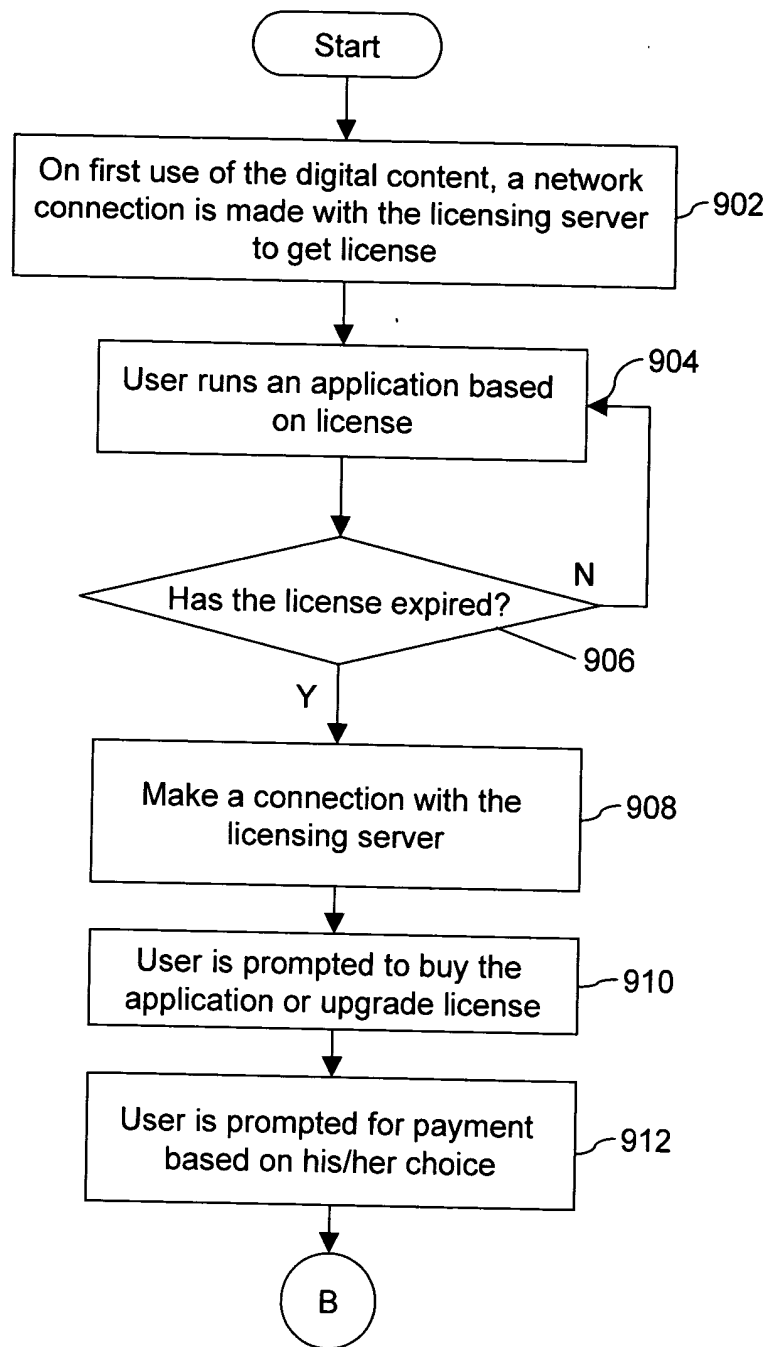 Start
On first use of the digital content, a network
connection is made with the licensing server
to get license
902
User runs an application based
on license
904
Has the license expired?
N
906
Y
Make a connection with the
licensing server
908
User is prompted to buy the
application or upgrade license
910
User is prompted for payment
based on his/her choice
912
B